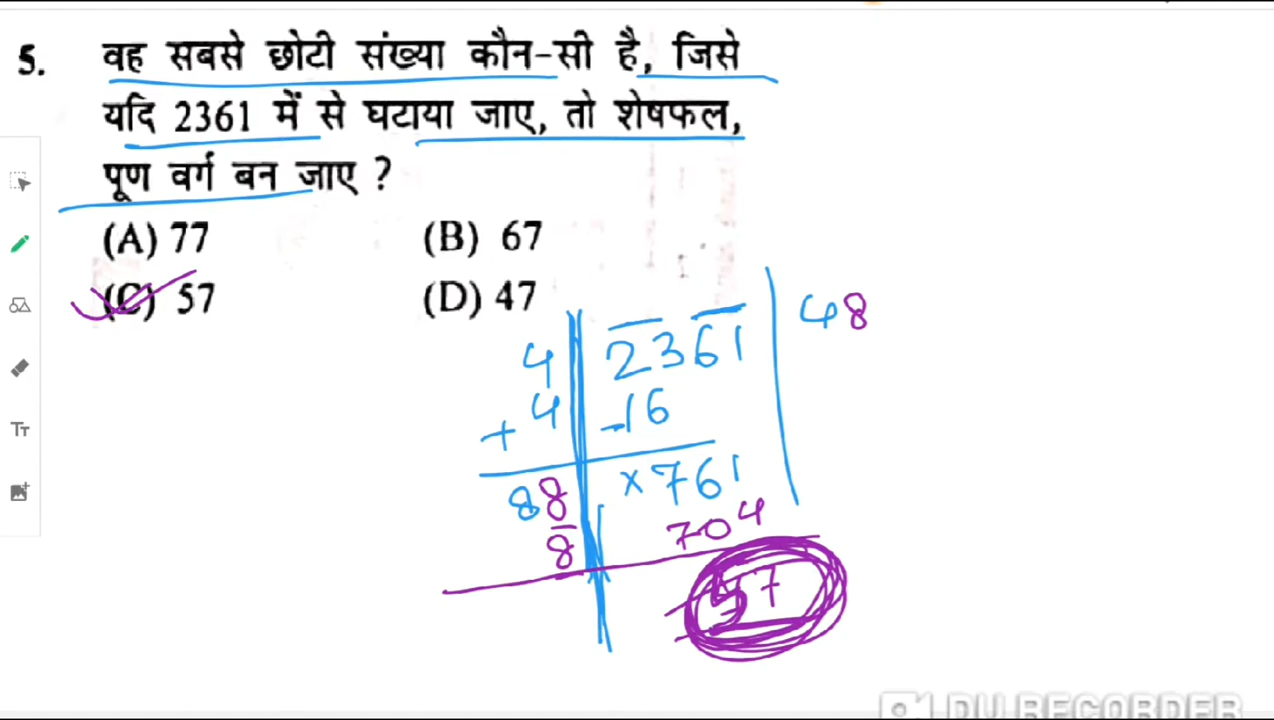 5. वह सबसे छोटी संख्या कौन-सी है, जिसे
यदि 2361 में से घटाया जाए, तो शेषफल,
पूण वर्ग बन जाए ?
(A) 77 (B) 67
(C) 57 (D) 47
4 2361 48
+ 4 -16
88 ×761
8 704
57
Tт
DU RECORDER